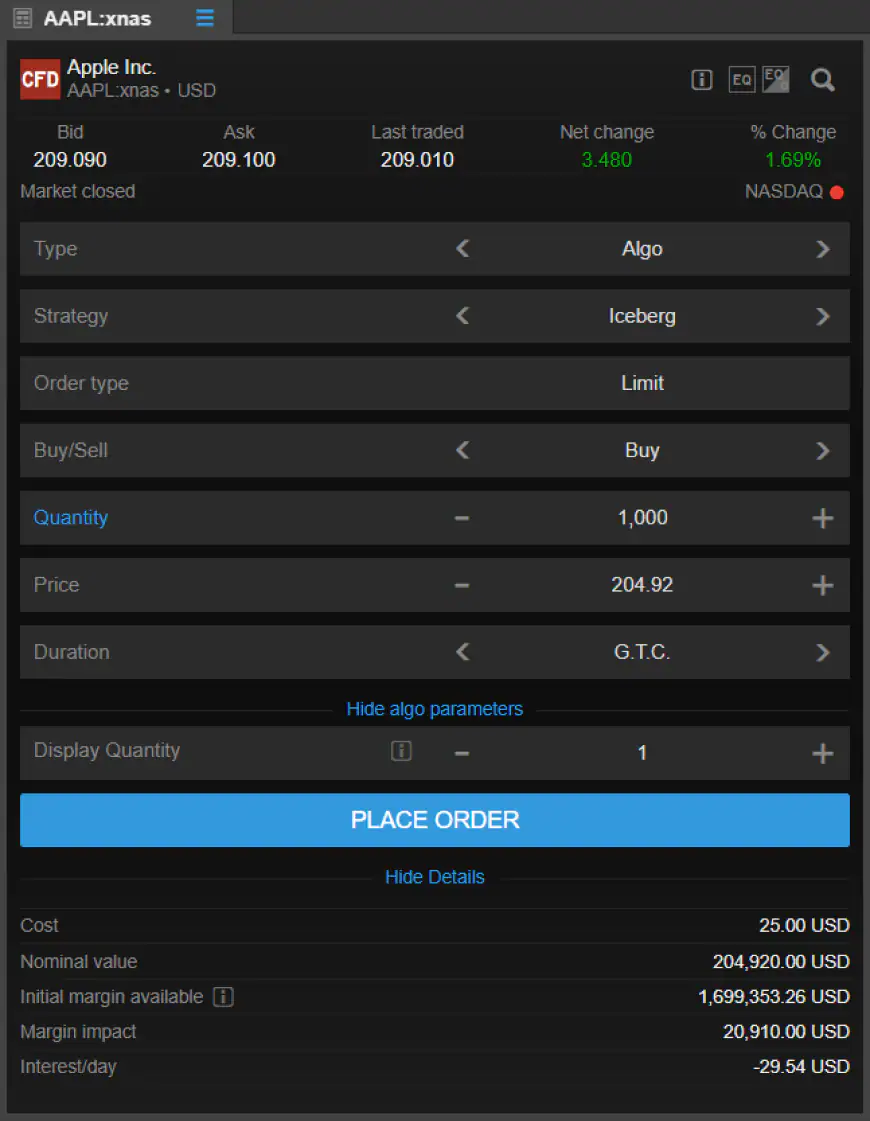 AAPL:xnas
CFD Apple Inc.
AAPL:xnas • USD
EQ EQ
Bid Ask Last traded Net change % Change
209.090 209.100 209.010 3.480 1.69%
Market closed NASDAQ
Type Algo
Strategy Iceberg
Order type Limit
Buy/Sell Buy
Quantity 1,000
Price 204.92
Duration G.T.C.
Hide algo parameters
Display Quantity 1
PLACE ORDER
Hide Details
Cost 25.00 USD
Nominal value 204,920.00 USD
Initial margin available 1,699,353.26 USD
Margin impact 20,910.00 USD
Interest/day -29.54 USD